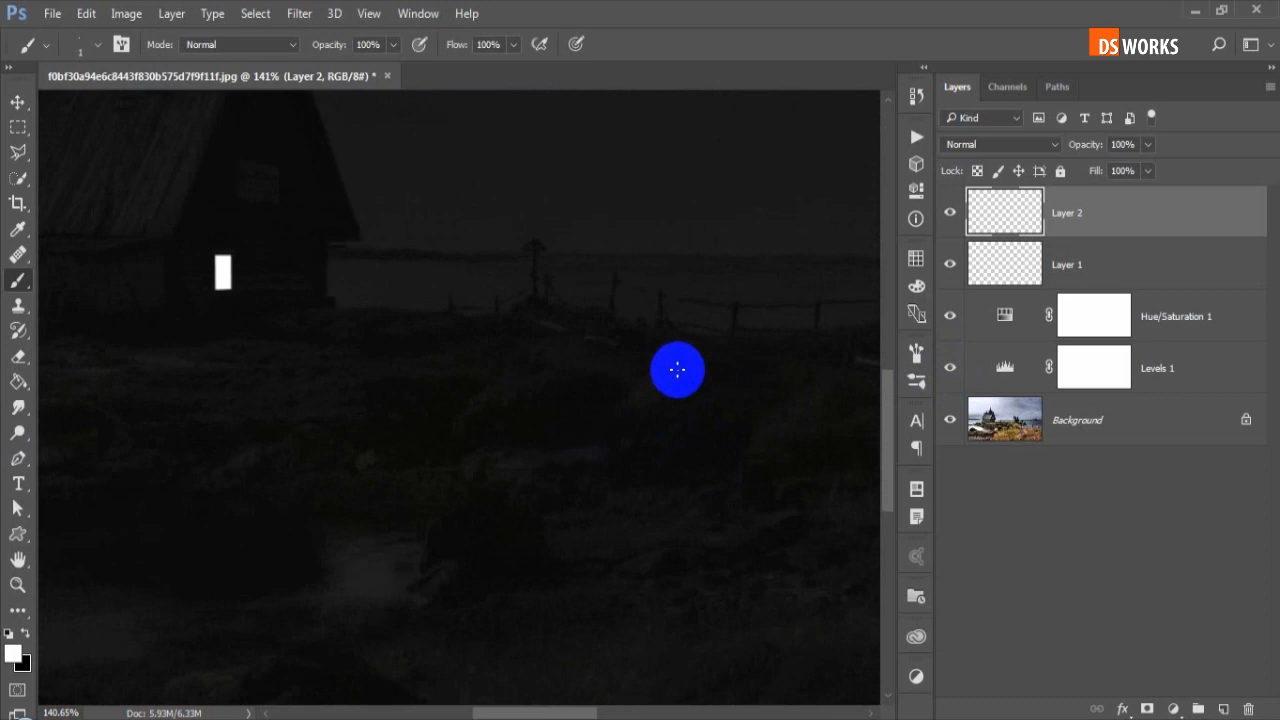 Ps File Edit Image Layer Type Select Filter 3D View Window Help
1 Mode: Normal Opacity: 100% Flow: 100%
DS WORKS
f0bf30a94e6c8443f830b575d7f9f11f.jpg @ 141% (Layer 2, RGB/8#) *
Layers Channels Paths
Kind
Normal Opacity: 100%
Lock: Fill: 100%
Layer 2
Layer 1
Hue/Saturation 1
Levels 1
Background
140.65% Doc: 5.93M/6.33M